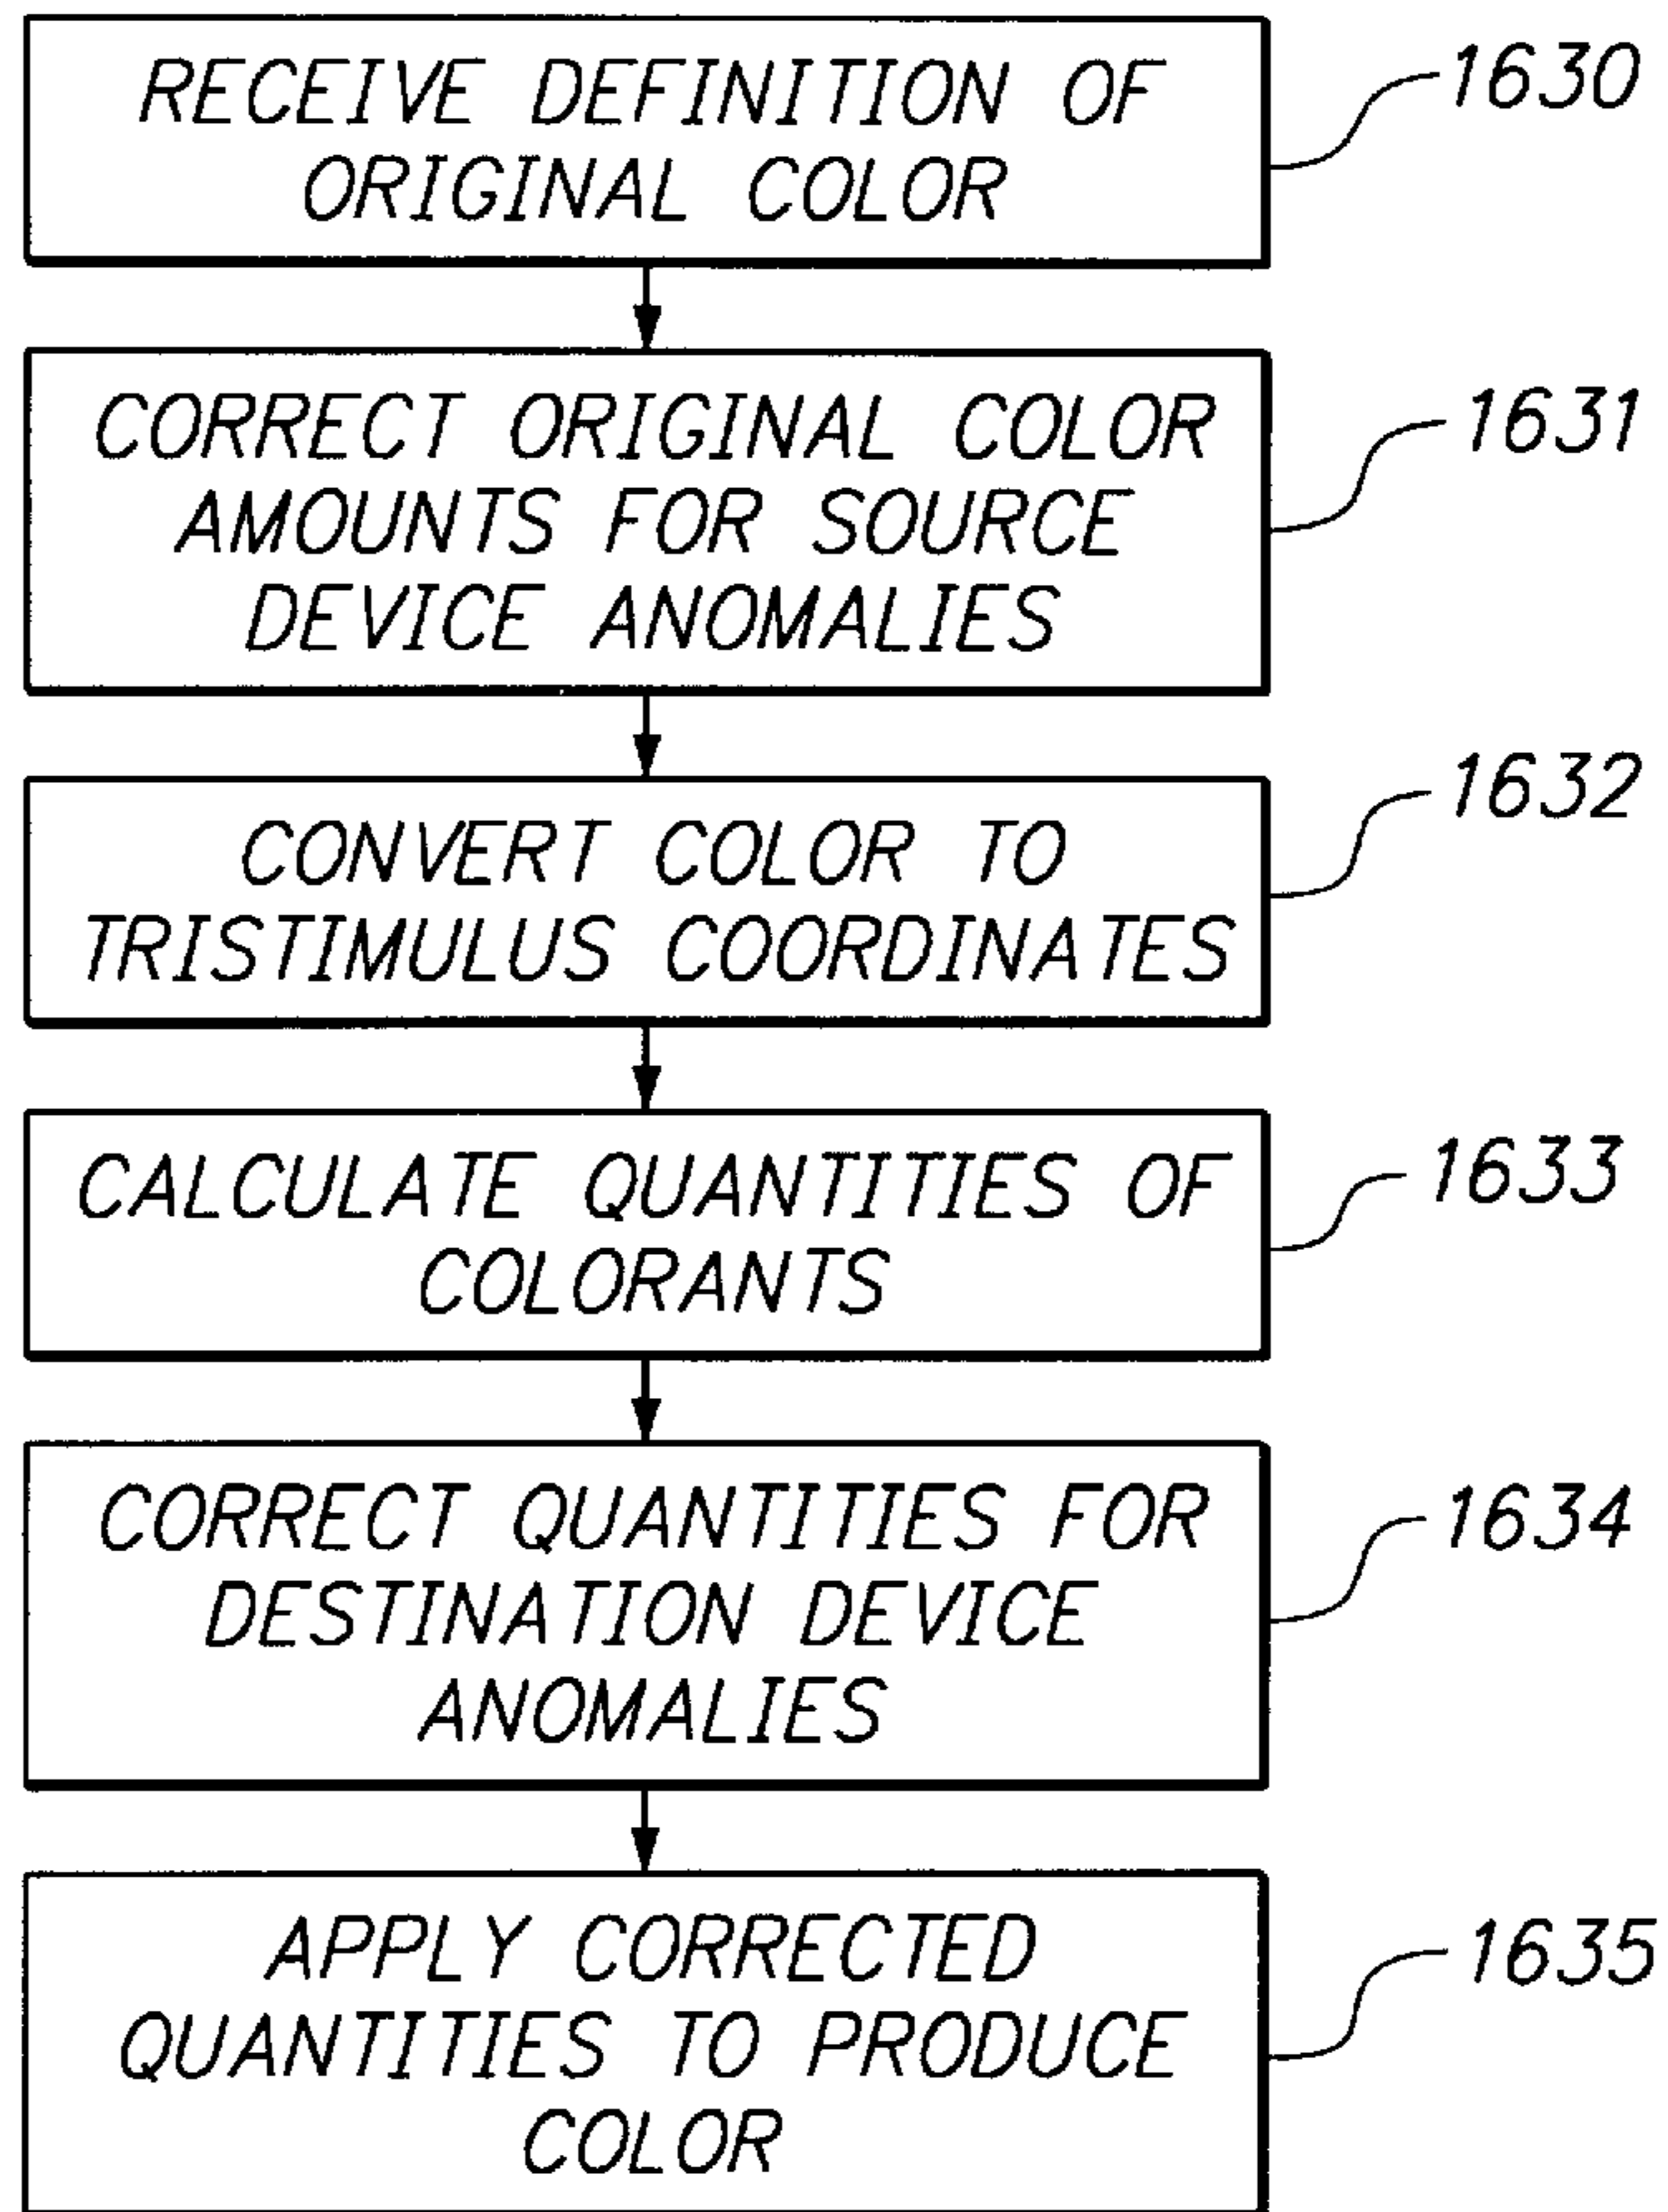 RECEIVE DEFINITION OF
ORIGINAL COLOR
1630
CORRECT ORIGINAL COLOR
AMOUNTS FOR SOURCE
DEVICE ANOMALIES
1631
CONVERT COLOR TO
TRISTIMULUS COORDINATES
1632
CALCULATE QUANTITIES OF
COLORANTS
1633
CORRECT QUANTITIES FOR
DESTINATION DEVICE
ANOMALIES
1634
APPLY CORRECTED
QUANTITIES TO PRODUCE
COLOR
1635